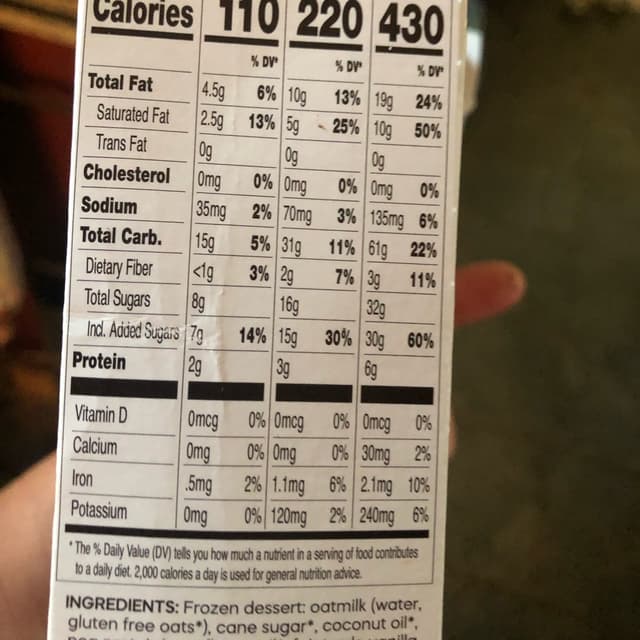 Calories 110 220 430
% DV* % DV* % DV*
Total Fat 4.5g 6% 10g 13% 19g 24%
Saturated Fat 2.5g 13% 5g 25% 10g 50%
Trans Fat 0g 0g 0g
Cholesterol 0mg 0% 0mg 0% 0mg 0%
Sodium 35mg 2% 70mg 3% 135mg 6%
Total Carb. 15g 5% 31g 11% 61g 22%
Dietary Fiber <1g 3% 2g 7% 3g 11%
Total Sugars 8g 16g 32g
Incl. Added Sugars 7g 14% 15g 30% 30g 60%
Protein 2g 3g 6g
Vitamin D 0mcg 0% 0mcg 0% 0mcg 0%
Calcium 0mg 0% 0mg 0% 30mg 2%
Iron .5mg 2% 1.1mg 6% 2.1mg 10%
Potassium 0mg 0% 120mg 2% 240mg 6%
* The % Daily Value (DV) tells you how much a nutrient in a serving of food contributes
to a daily diet. 2,000 calories a day is used for general nutrition advice.
INGREDIENTS: Frozen dessert: oatmilk (water,
gluten free oats*), cane sugar*, coconut oil*,